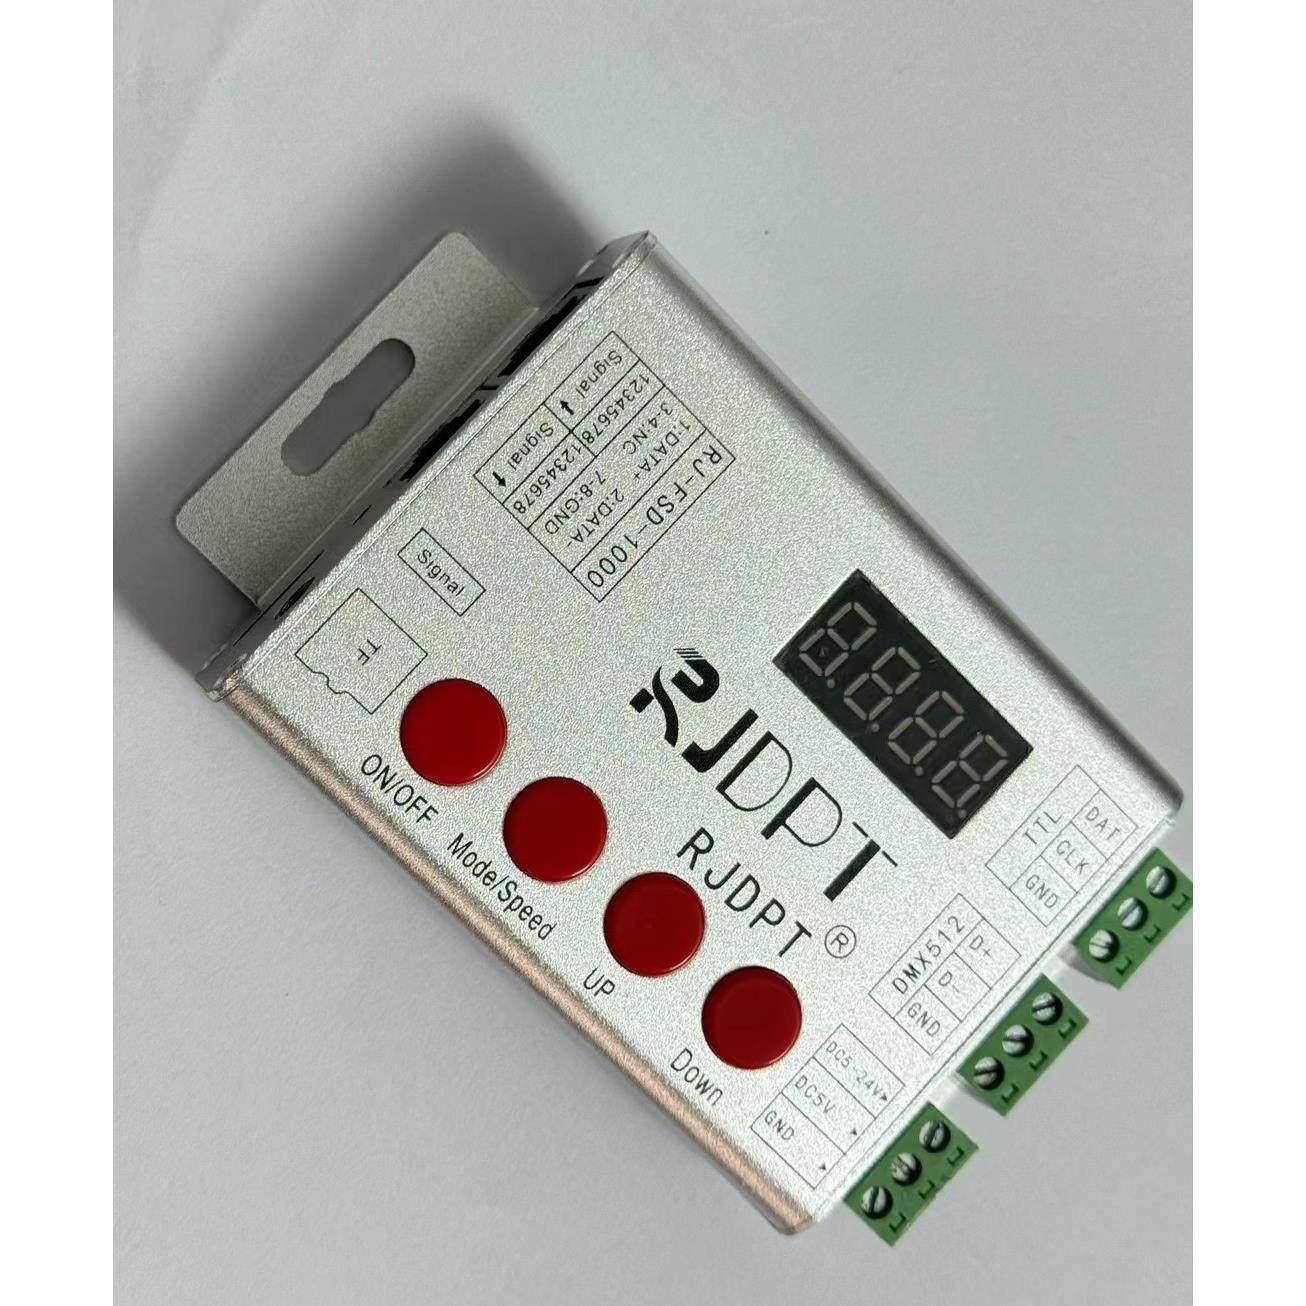 RJ-FSD-1000
1:DATA+ 2:DATA-
3-4:NC 7-8:GND
12345678 12345678
Signal Signal
Signal
TF
ON/OFF
Mode/Speed
UP
Down
RJDPT
RJDPT®
TTL
DAT
CLK
GND
DMX512
D+
D-
GND
DC5-24V
DC5V
GND